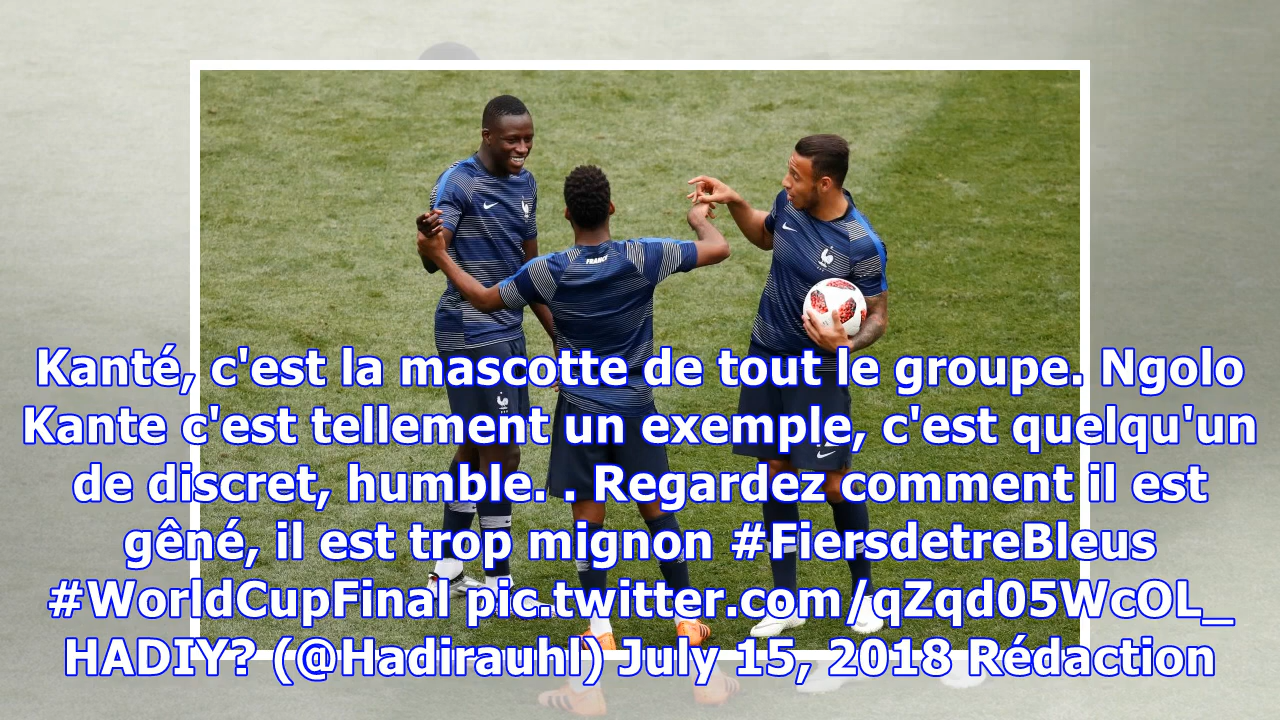 FRANCE
Kanté, c'est la mascotte de tout le groupe. Ngolo
Kante c'est tellement un exemple, c'est quelqu'un
de discret, humble. . Regardez comment il est
gêné, il est trop mignon #FiersdetreBleus
#WorldCupFinal pic.twitter.com/qZqd05WcOL_
HADIY? (@Hadirauhl) July 15, 2018 Rédaction